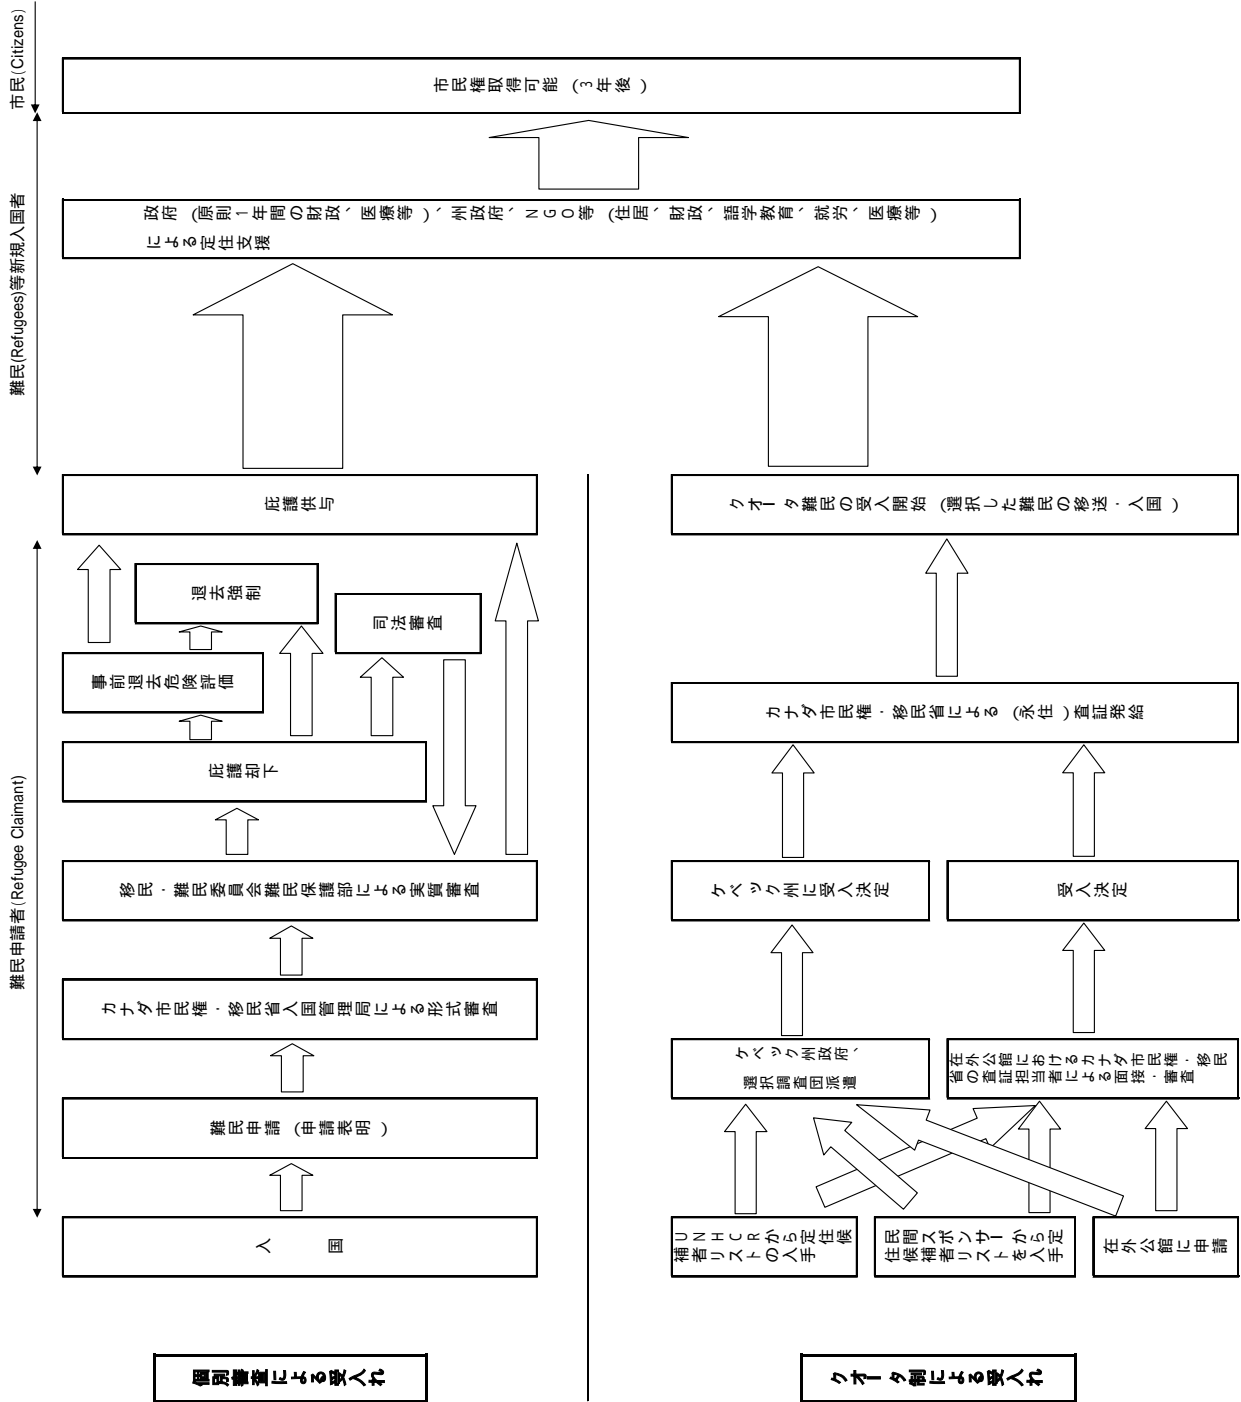 個別審査による受入れ
入　　国
難民申請（申請表明）
カナダ市民権・移民省入国管理局による形式審査
移民・難民委員会難民保護部による実質審査
庇護却下
事前退去危険評価
退去強制
司法審査
庇護供与
クオータ制による受入れ
UNHCRから定住候
補者リストの入手
民間スポンサーから定
住候補者リストを入手
在外公館に申請
ケベック州政府、
選択調査団派遣
在外公館におけるカナダ市民権・移民
省の査証担当者による面接・審査
ケベック州に受入決定
受入決定
カナダ市民権・移民省による（永住）査証発給
クオータ難民の受入開始（選択した難民の移送・入国）
政府（原則１年間の財政、医療等）、州政府、NGO等（住居、財政、語学教育、就労、医療等）
による定住支援
市民権取得可能（3年後）
難民申請者(Refugee Claimant)
難民(Refugees)等新規入国者
市民(Citizens)